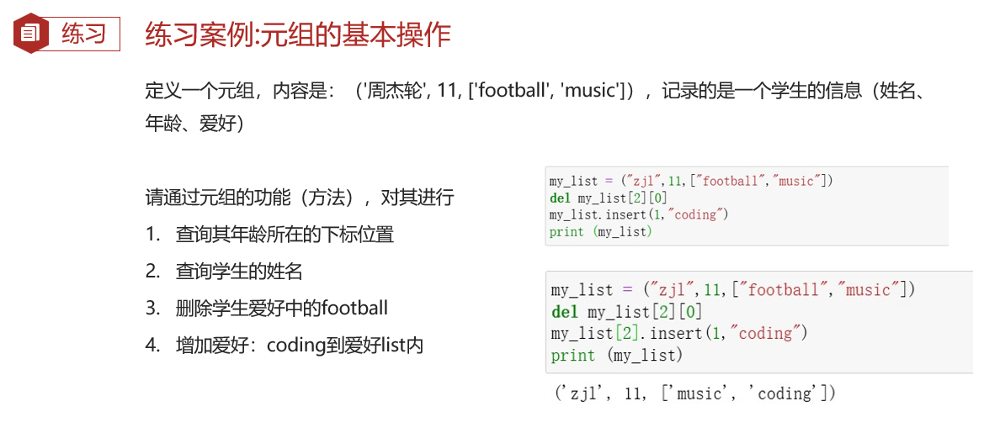 练习
练习案例:元组的基本操作
定义一个元组，内容是：（'周杰轮', 11, ['football', 'music']），记录的是一个学生的信息（姓名、
年龄、爱好）
请通过元组的功能（方法），对其进行
1. 查询其年龄所在的下标位置
2. 查询学生的姓名
3. 删除学生爱好中的football
4. 增加爱好：coding到爱好list内
my_list = ("zjl",11,["football","music"])
del my_list[2][0]
my_list.insert(1,"coding")
print (my_list)
my_list = ("zjl",11,["football","music"])
del my_list[2][0]
my_list[2].insert(1,"coding")
print (my_list)
('zjl', 11, ['music', 'coding'])